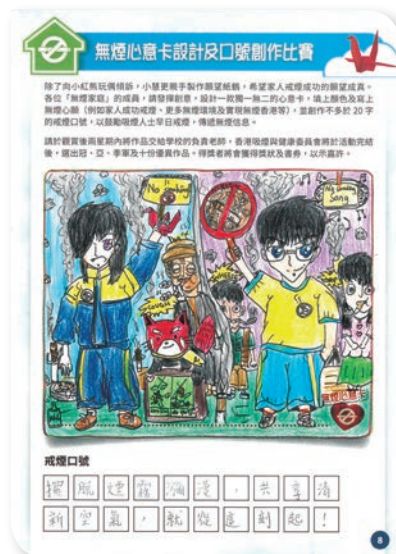 無煙心意卡設計及口號創作比賽
除了向小紅熊玩偶傾訴，小慧更親手製作願望紙鶴，希望家人戒煙成功的願望成真。
各位「無煙家庭」的成員，請發揮創意，設計一款獨一無二的心意卡，填上顏色及寫上
無煙心願（例如家人成功戒煙、更多無煙環境及實現無煙香港等），並創作不多於 20 字
的戒煙口號，以鼓勵吸煙人士早日戒煙，傳遞無煙信息。
請於觀賞後兩星期內將作品交給學校的負責老師，香港吸煙與健康委員會將於活動完結
後，選出冠、亞、季軍及十份優異作品。得獎者將會獲得獎狀及書券，以示嘉許。
No Smoking
No Smoking
Song
無煙心意卡
戒煙口號
擺脫煙霧瀰漫，共享清
新空氣，就從這刻起！
8